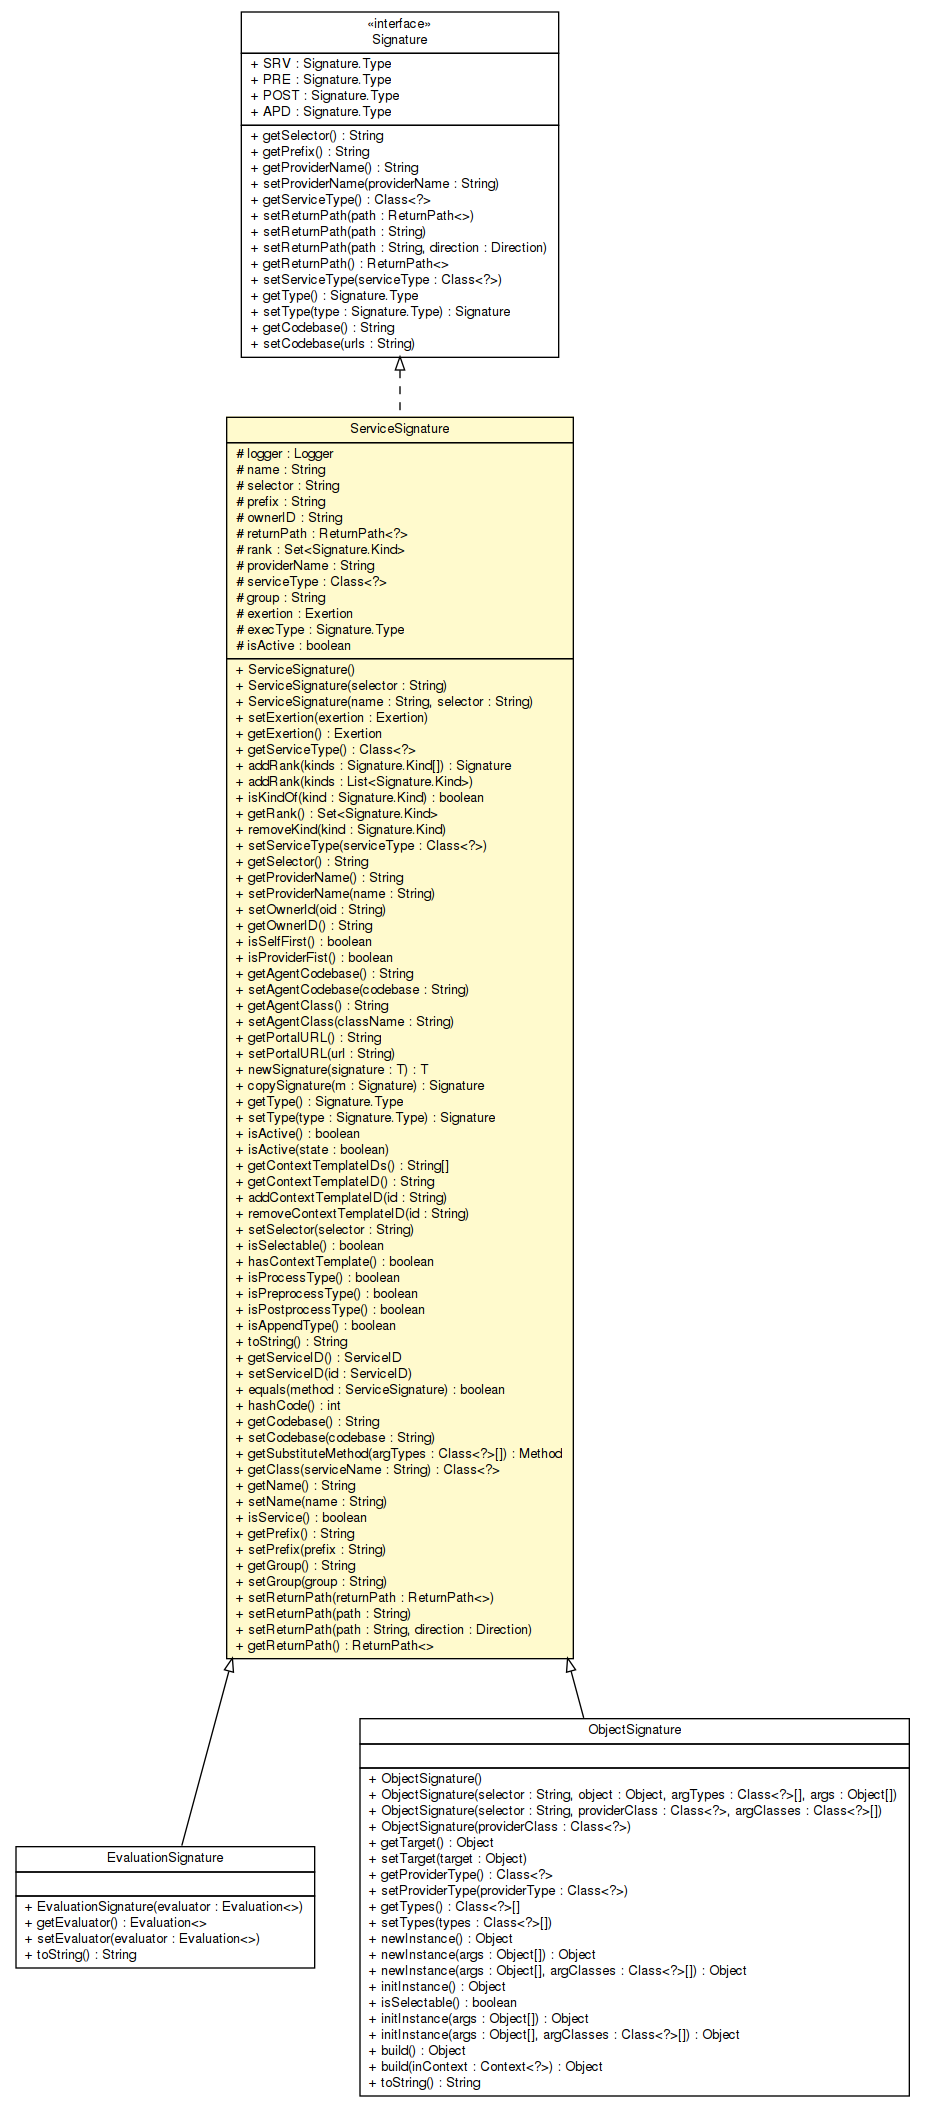 «interface»
Signature
+ SRV : Signature.Type
+ PRE : Signature.Type
+ POST : Signature.Type
+ APD : Signature.Type
+ getSelector() : String
+ getPrefix() : String
+ getProviderName() : String
+ setProviderName(providerName : String)
+ getServiceType() : Class<?>
+ setReturnPath(path : ReturnPath<>)
+ setReturnPath(path : String)
+ setReturnPath(path : String, direction : Direction)
+ getReturnPath() : ReturnPath<>
+ setServiceType(serviceType : Class<?>)
+ getType() : Signature.Type
+ setType(type : Signature.Type) : Signature
+ getCodebase() : String
+ setCodebase(urls : String)
ServiceSignature
# logger : Logger
# name : String
# selector : String
# prefix : String
# ownerID : String
# returnPath : ReturnPath<?>
# rank : Set<Signature.Kind>
# providerName : String
# serviceType : Class<?>
# group : String
# exertion : Exertion
# execType : Signature.Type
# isActive : boolean
+ ServiceSignature()
+ ServiceSignature(selector : String)
+ ServiceSignature(name : String, selector : String)
+ setExertion(exertion : Exertion)
+ getExertion() : Exertion
+ getServiceType() : Class<?>
+ addRank(kinds : Signature.Kind[]) : Signature
+ addRank(kinds : List<Signature.Kind>)
+ isKindOf(kind : Signature.Kind) : boolean
+ getRank() : Set<Signature.Kind>
+ removeKind(kind : Signature.Kind)
+ setServiceType(serviceType : Class<?>)
+ getSelector() : String
+ getProviderName() : String
+ setProviderName(name : String)
+ setOwnerId(oid : String)
+ getOwnerID() : String
+ isSelfFirst() : boolean
+ isProviderFist() : boolean
+ getAgentCodebase() : String
+ setAgentCodebase(codebase : String)
+ getAgentClass() : String
+ setAgentClass(className : String)
+ getPortalURL() : String
+ setPortalURL(url : String)
+ newSignature(signature : T) : T
+ copySignature(m : Signature) : Signature
+ getType() : Signature.Type
+ setType(type : Signature.Type) : Signature
+ isActive() : boolean
+ isActive(state : boolean)
+ getContextTemplateIDs() : String[]
+ getContextTemplateID() : String
+ addContextTemplateID(id : String)
+ removeContextTemplateID(id : String)
+ setSelector(selector : String)
+ isSelectable() : boolean
+ hasContextTemplate() : boolean
+ isProcessType() : boolean
+ isPreprocessType() : boolean
+ isPostprocessType() : boolean
+ isAppendType() : boolean
+ toString() : String
+ getServiceID() : ServiceID
+ setServiceID(id : ServiceID)
+ equals(method : ServiceSignature) : boolean
+ hashCode() : int
+ getCodebase() : String
+ setCodebase(codebase : String)
+ getSubstituteMethod(argTypes : Class<?>[]) : Method
+ getClass(serviceName : String) : Class<?>
+ getName() : String
+ setName(name : String)
+ isService() : boolean
+ getPrefix() : String
+ setPrefix(prefix : String)
+ getGroup() : String
+ setGroup(group : String)
+ setReturnPath(returnPath : ReturnPath<>)
+ setReturnPath(path : String)
+ setReturnPath(path : String, direction : Direction)
+ getReturnPath() : ReturnPath<>
ObjectSignature
+ ObjectSignature()
+ ObjectSignature(selector : String, object : Object, argTypes : Class<?>[], args : Object[])
+ ObjectSignature(selector : String, providerClass : Class<?>, argClasses : Class<?>[])
+ ObjectSignature(providerClass : Class<?>)
+ getTarget() : Object
+ setTarget(target : Object)
+ getProviderType() : Class<?>
+ setProviderType(providerType : Class<?>)
+ getTypes() : Class<?>[]
+ setTypes(types : Class<?>[])
+ newInstance() : Object
+ newInstance(args : Object[]) : Object
+ newInstance(args : Object[], argClasses : Class<?>[]) : Object
+ initInstance() : Object
+ isSelectable() : boolean
+ initInstance(args : Object[]) : Object
+ initInstance(args : Object[], argClasses : Class<?>[]) : Object
+ build() : Object
+ build(inContext : Context<?>) : Object
+ toString() : String
EvaluationSignature
+ EvaluationSignature(evaluator : Evaluation<>)
+ getEvaluator() : Evaluation<>
+ setEvaluator(evaluator : Evaluation<>)
+ toString() : String